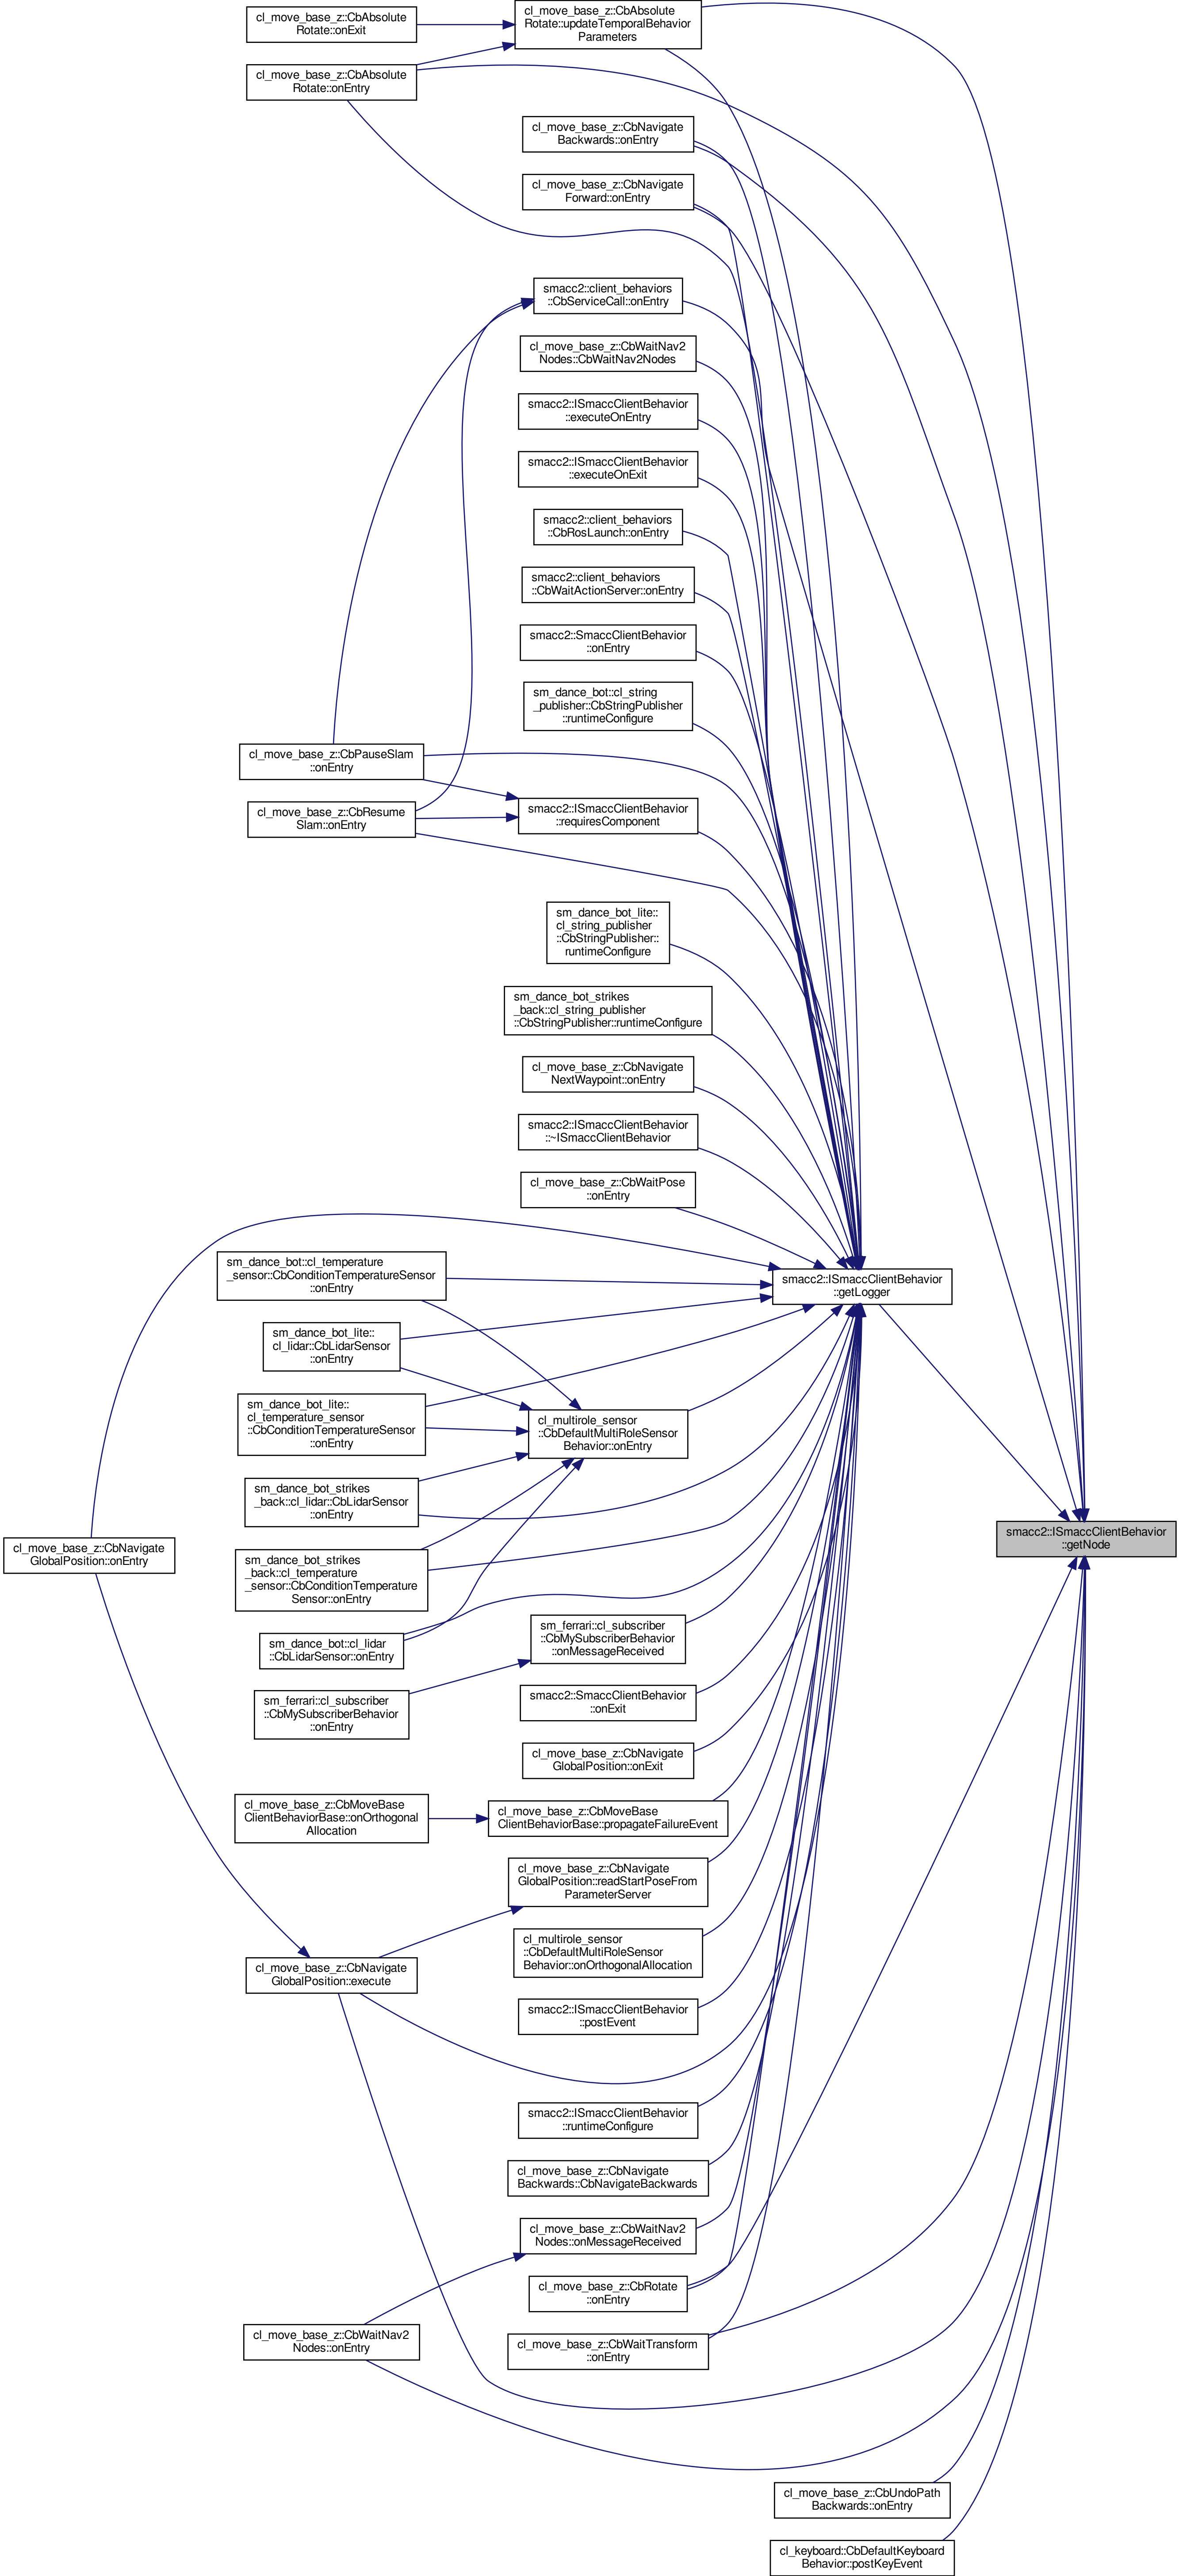 cl_move_base_z::CbAbsolute
Rotate::onExit
cl_move_base_z::CbAbsolute
Rotate::updateTemporalBehavior
Parameters
cl_move_base_z::CbAbsolute
Rotate::onEntry
cl_move_base_z::CbNavigate
Backwards::onEntry
cl_move_base_z::CbNavigate
Forward::onEntry
smacc2::client_behaviors
::CbServiceCall::onEntry
cl_move_base_z::CbWaitNav2
Nodes::CbWaitNav2Nodes
smacc2::ISmaccClientBehavior
::executeOnEntry
smacc2::ISmaccClientBehavior
::executeOnExit
smacc2::client_behaviors
::CbRosLaunch::onEntry
smacc2::client_behaviors
::CbWaitActionServer::onEntry
smacc2::SmaccClientBehavior
::onEntry
sm_dance_bot::cl_string
_publisher::CbStringPublisher
::runtimeConfigure
cl_move_base_z::CbPauseSlam
::onEntry
cl_move_base_z::CbResume
Slam::onEntry
smacc2::ISmaccClientBehavior
::requiresComponent
sm_dance_bot_lite::
cl_string_publisher
::CbStringPublisher::
runtimeConfigure
sm_dance_bot_strikes
_back::cl_string_publisher
::CbStringPublisher::runtimeConfigure
cl_move_base_z::CbNavigate
NextWaypoint::onEntry
smacc2::ISmaccClientBehavior
::~ISmaccClientBehavior
cl_move_base_z::CbWaitPose
::onEntry
sm_dance_bot::cl_temperature
_sensor::CbConditionTemperatureSensor
::onEntry
smacc2::ISmaccClientBehavior
::getLogger
sm_dance_bot_lite::
cl_lidar::CbLidarSensor
::onEntry
sm_dance_bot_lite::
cl_temperature_sensor
::CbConditionTemperatureSensor
::onEntry
cl_multirole_sensor
::CbDefaultMultiRoleSensor
Behavior::onEntry
sm_dance_bot_strikes
_back::cl_lidar::CbLidarSensor
::onEntry
smacc2::ISmaccClientBehavior
::getNode
cl_move_base_z::CbNavigate
GlobalPosition::onEntry
sm_dance_bot_strikes
_back::cl_temperature
_sensor::CbConditionTemperature
Sensor::onEntry
sm_dance_bot::cl_lidar
::CbLidarSensor::onEntry
sm_ferrari::cl_subscriber
::CbMySubscriberBehavior
::onMessageReceived
sm_ferrari::cl_subscriber
::CbMySubscriberBehavior
::onEntry
smacc2::SmaccClientBehavior
::onExit
cl_move_base_z::CbNavigate
GlobalPosition::onExit
cl_move_base_z::CbMoveBase
ClientBehaviorBase::onOrthogonal
Allocation
cl_move_base_z::CbMoveBase
ClientBehaviorBase::propagateFailureEvent
cl_move_base_z::CbNavigate
GlobalPosition::readStartPoseFrom
ParameterServer
cl_multirole_sensor
::CbDefaultMultiRoleSensor
Behavior::onOrthogonalAllocation
cl_move_base_z::CbNavigate
GlobalPosition::execute
smacc2::ISmaccClientBehavior
::postEvent
smacc2::ISmaccClientBehavior
::runtimeConfigure
cl_move_base_z::CbNavigate
Backwards::CbNavigateBackwards
cl_move_base_z::CbWaitNav2
Nodes::onMessageReceived
cl_move_base_z::CbRotate
::onEntry
cl_move_base_z::CbWaitNav2
Nodes::onEntry
cl_move_base_z::CbWaitTransform
::onEntry
cl_move_base_z::CbUndoPath
Backwards::onEntry
cl_keyboard::CbDefaultKeyboard
Behavior::postKeyEvent